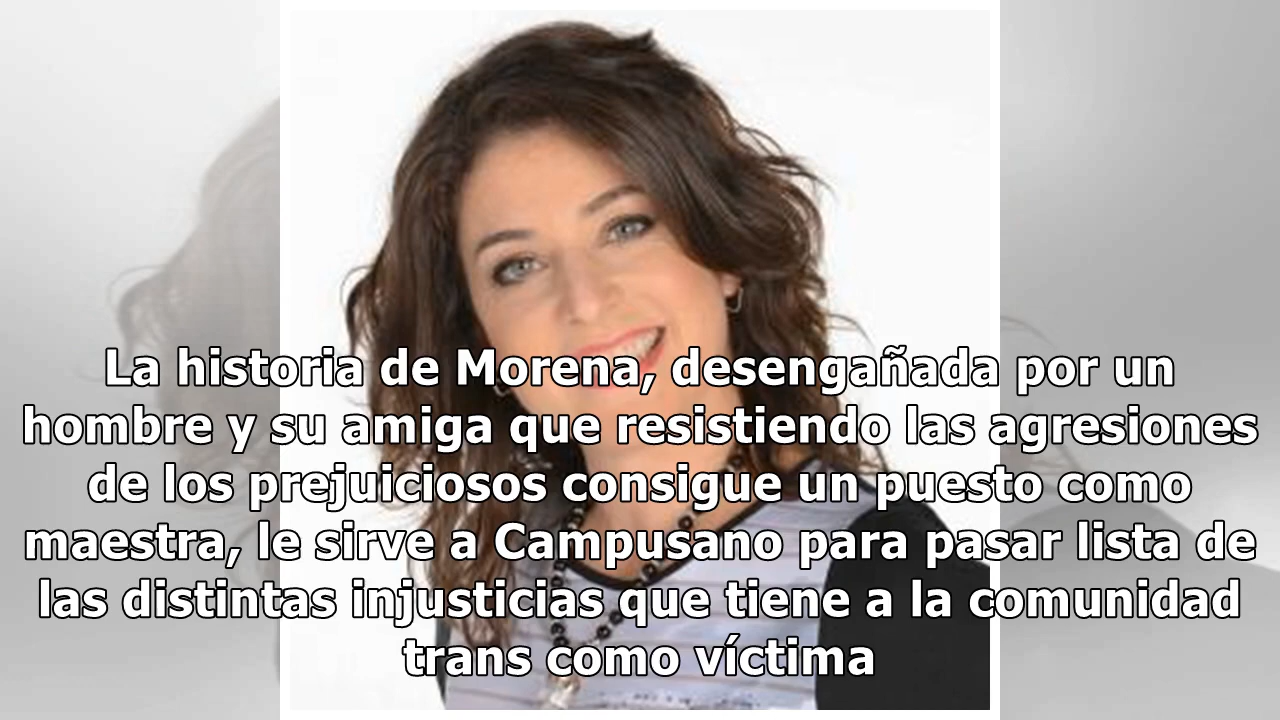 La historia de Morena, desengañada por un
hombre y su amiga que resistiendo las agresiones
de los prejuiciosos consigue un puesto como
maestra, le sirve a Campusano para pasar lista de
las distintas injusticias que tiene a la comunidad
trans como víctima